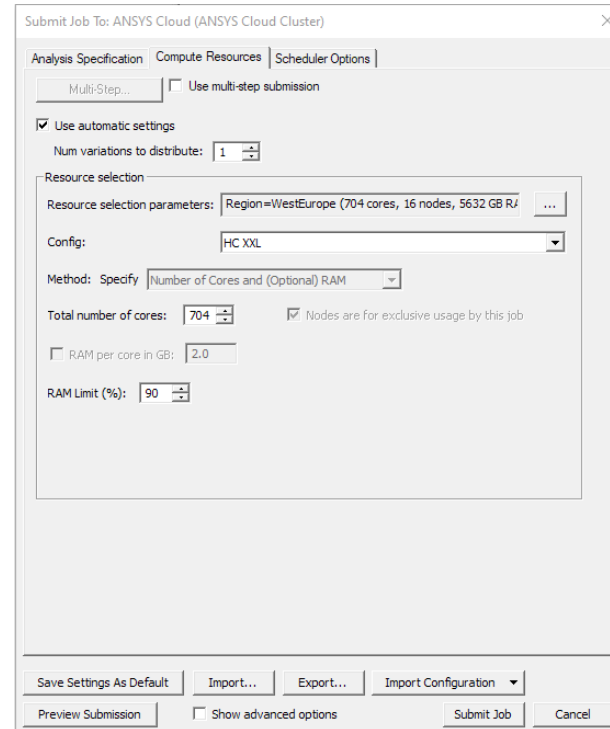 Submit Job To: ANSYS Cloud (ANSYS Cloud Cluster)
Analysis Specification Compute Resources Scheduler Options
Multi-Step... Use multi-step submission
Use automatic settings
Num variations to distribute: 1
Resource selection
Resource selection parameters: Region=WestEurope (704 cores, 16 nodes, 5632 GB RA ...
Config: HC XXL
Method: Specify Number of Cores and (Optional) RAM
Total number of cores: 704 Nodes are for exclusive usage by this job
RAM per core in GB: 2.0
RAM Limit (%): 90
Save Settings As Default Import... Export... Import Configuration
Preview Submission Show advanced options Submit Job Cancel